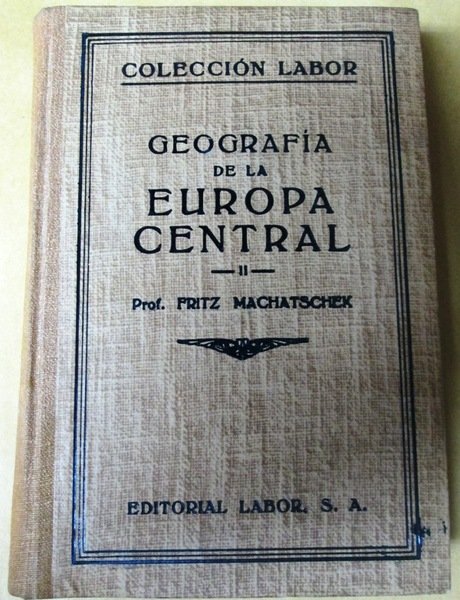 COLECCIÓN LABOR
GEOGRAFÍA
DE LA
EUROPA
CENTRAL
— II —
Prof. FRITZ MACHATSCHEK
EDITORIAL LABOR, S. A.